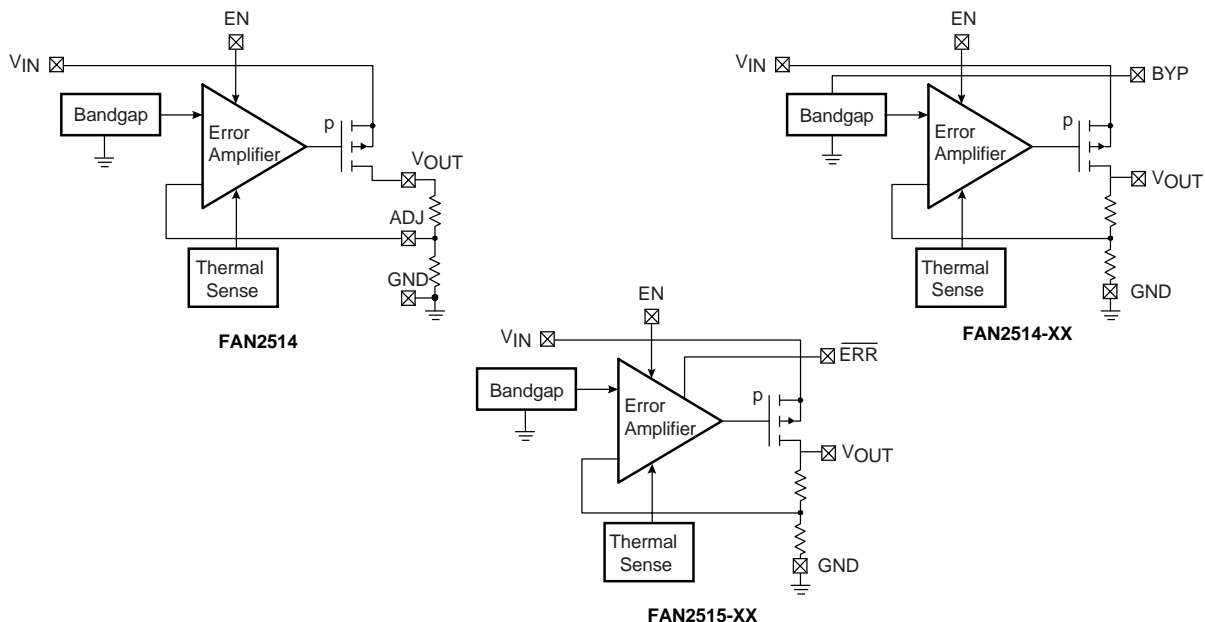 EN
VIN
Bandgap
Error
Amplifier
p
VOUT
ADJ
GND
Thermal
Sense
FAN2514
EN
VIN
BYP
Bandgap
Error
Amplifier
p
VOUT
Thermal
Sense
GND
FAN2514-XX
EN
VIN
ERR
Bandgap
Error
Amplifier
p
VOUT
Thermal
Sense
GND
FAN2515-XX